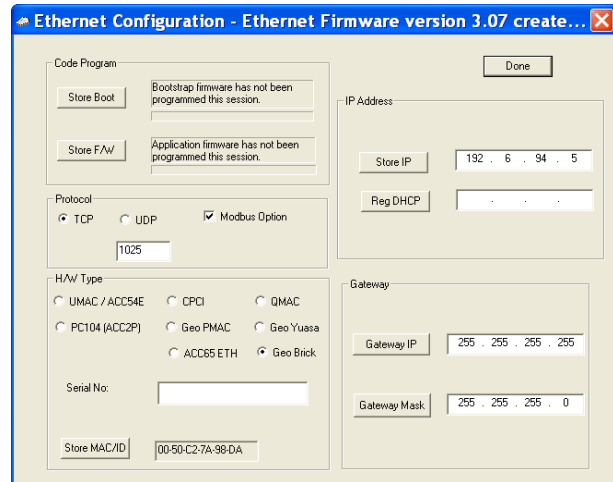 Ethernet Configuration - Ethernet Firmware version 3.07 create...
Done
Code Program
Store Boot
Bootstrap firmware has not been
programmed this session.
Store F/W
Application firmware has not been
programmed this session.
IP Address
Store IP
192 . 6 . 94 . 5
Reg DHCP
. . .
Protocol
TCP
UDP
Modbus Option
1025
H/W Type
UMAC / ACC54E
CPCI
QMAC
PC104 (ACC2P)
Geo PMAC
Geo Yuasa
ACC65 ETH
Geo Brick
Serial No:
Store MAC/ID
00-50-C2-7A-98-DA
Gateway
Gateway IP
255 . 255 . 255 . 255
Gateway Mask
255 . 255 . 255 . 0